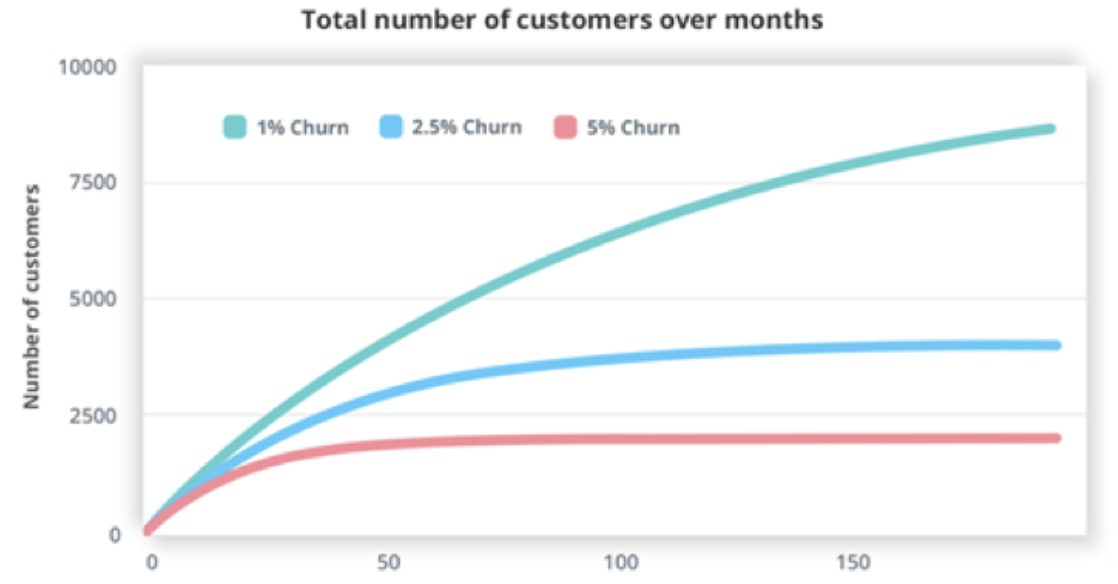 Total number of customers over months
10000
1% Churn 2.5% Churn 5% Churn
7500
Number of customers
5000
2500
0
0 50 100 150